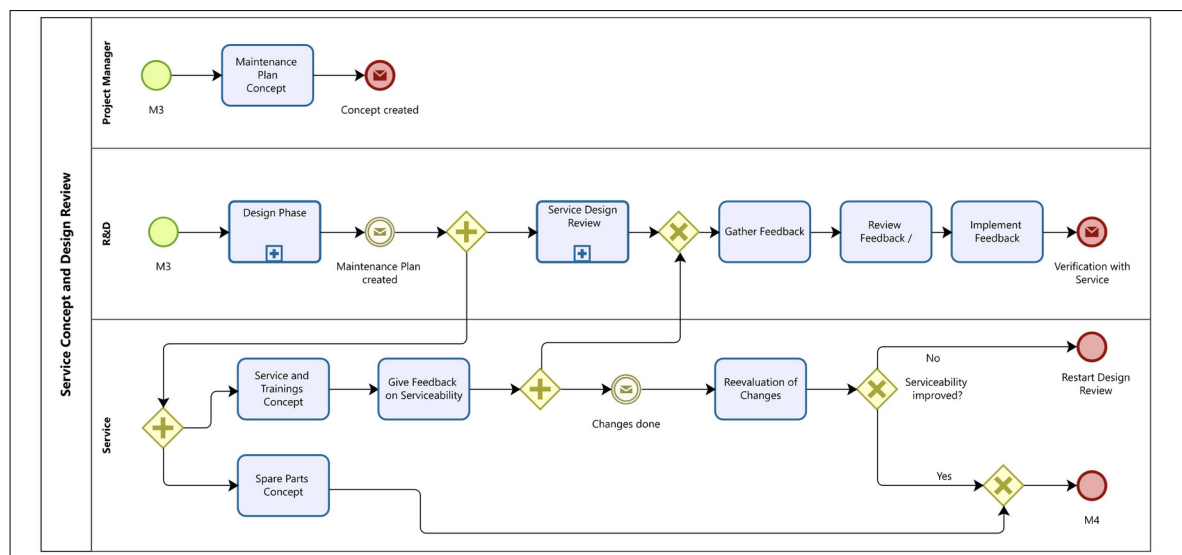 Service Concept and Design Review
Project Manager
M3
Maintenance
Plan
Concept
Concept created
R&D
M3
Design Phase
Maintenance Plan
created
Service Design
Review
Gather Feedback
Review
Feedback /
Implement
Feedback
Verification with
Service
Service
Service and
Trainings
Concept
Give Feedback
on Serviceability
Changes done
Reevaluation of
Changes
Serviceability
improved?
No
Restart Design
Review
Yes
Spare Parts
Concept
M4